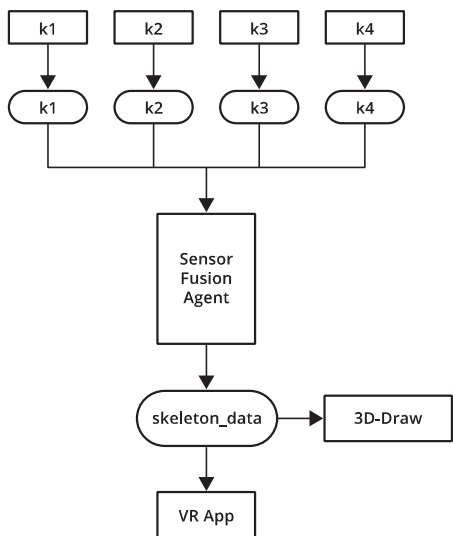 k1 k2 k3 k4
k1 k2 k3 k4
Sensor
Fusion
Agent
skeleton_data 3D-Draw
VR App